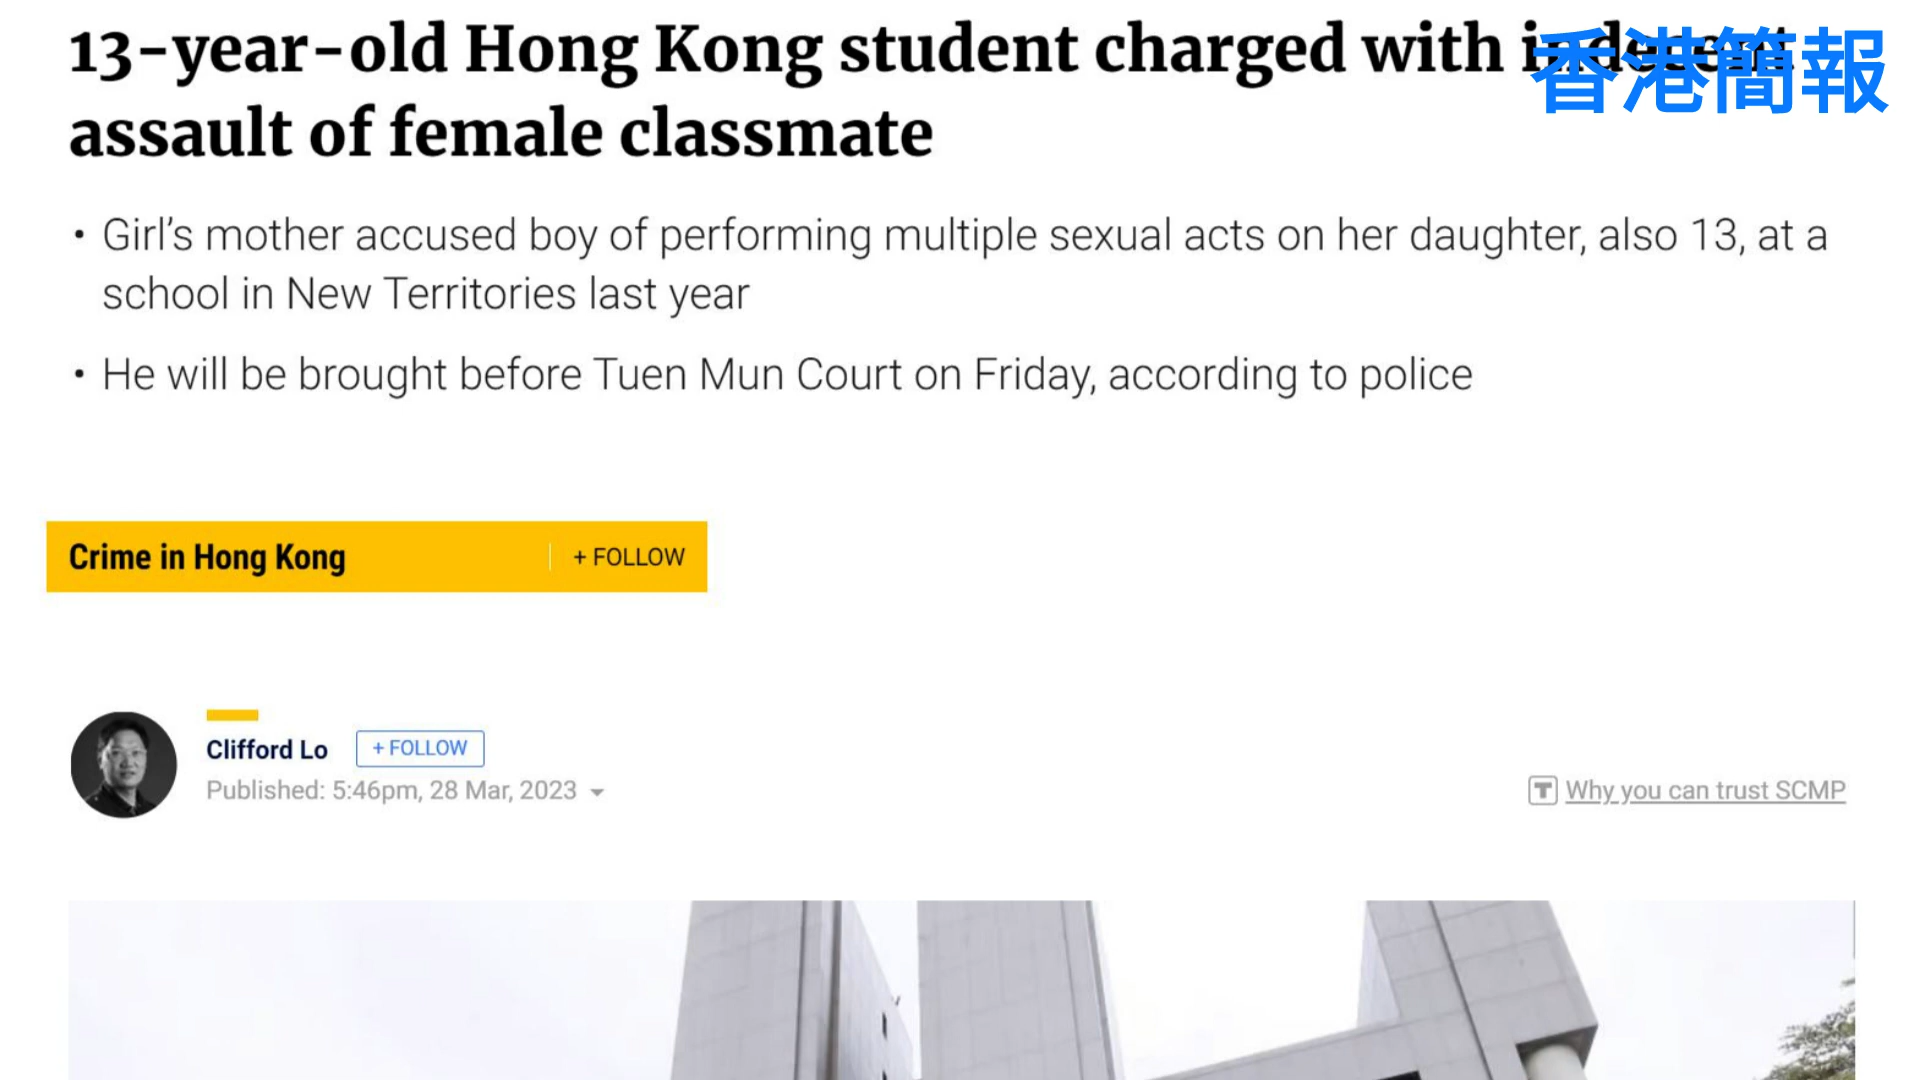 13-year-old Hong Kong student charged with indecent
香港簡報
assault of female classmate
• Girl’s mother accused boy of performing multiple sexual acts on her daughter, also 13, at a
school in New Territories last year
• He will be brought before Tuen Mun Court on Friday, according to police
Crime in Hong Kong
+ FOLLOW
Clifford Lo
+ FOLLOW
Published: 5:46pm, 28 Mar, 2023
T Why you can trust SCMP